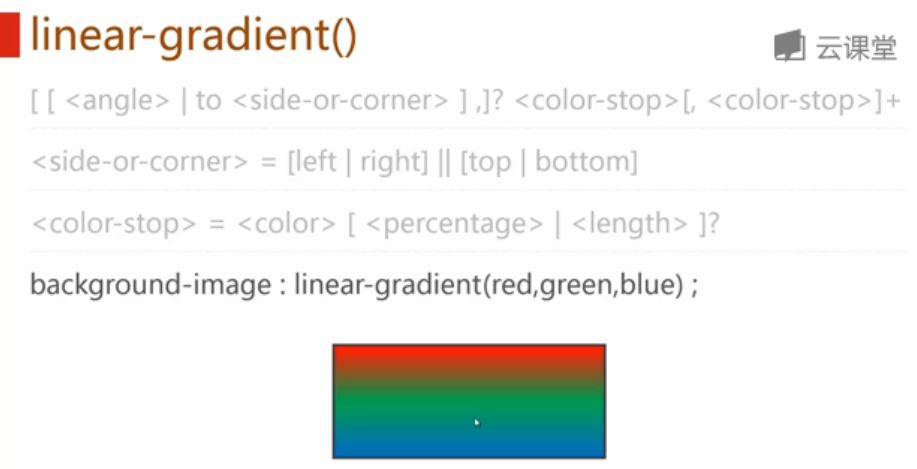 linear-gradient()
云课堂
[ [ <angle> | to <side-or-corner> ] ,]? <color-stop>[, <color-stop>]+
<side-or-corner> = [left | right] || [top | bottom]
<color-stop> = <color> [ <percentage> | <length> ]?
background-image : linear-gradient(red,green,blue) ;